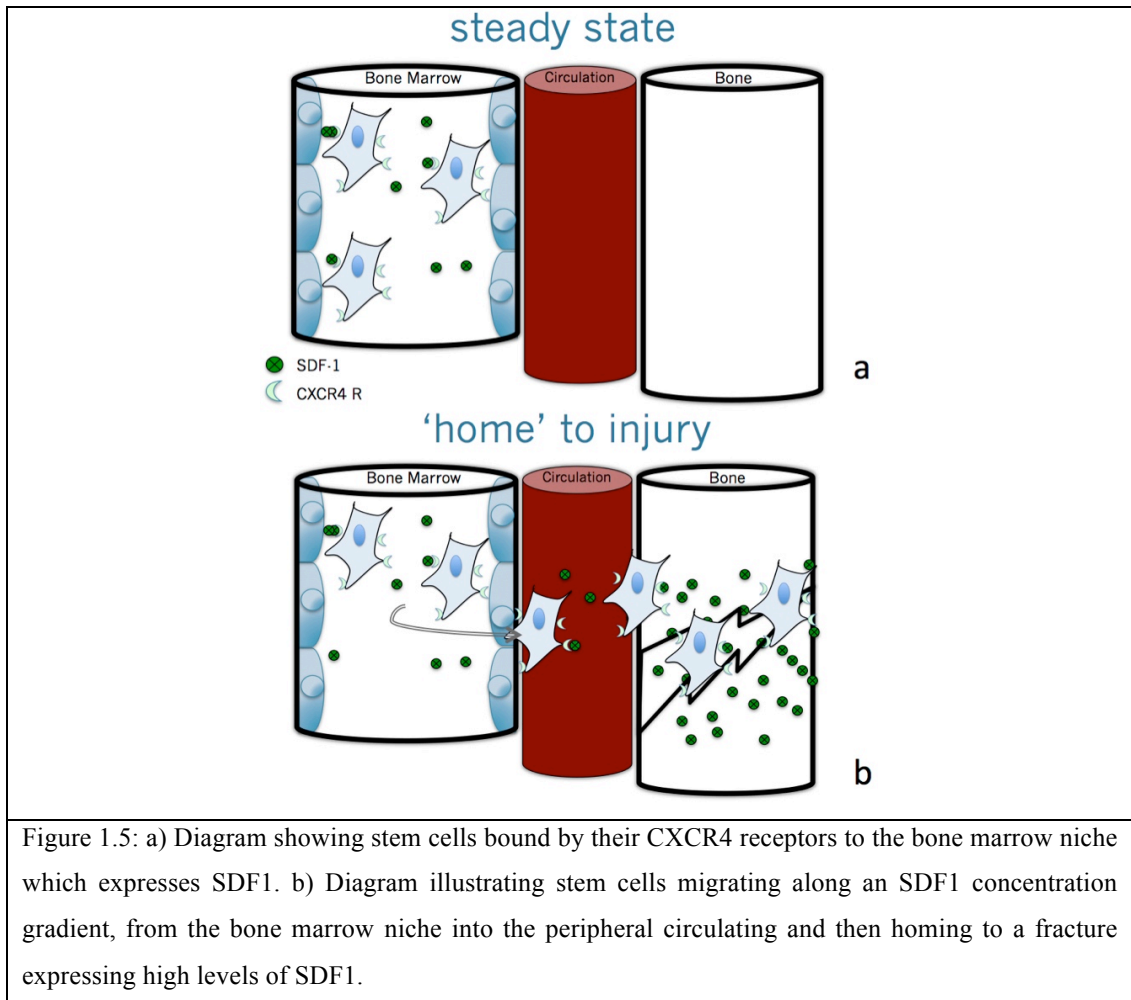 steady state
Bone Marrow
Circulation
Bone
SDF-1
CXCR4 R
a
'home' to injury
Bone Marrow
Circulation
Bone
b
Figure 1.5: a) Diagram showing stem cells bound by their CXCR4 receptors to the bone marrow niche
which expresses SDF1. b) Diagram illustrating stem cells migrating along an SDF1 concentration
gradient, from the bone marrow niche into the peripheral circulating and then homing to a fracture
expressing high levels of SDF1.